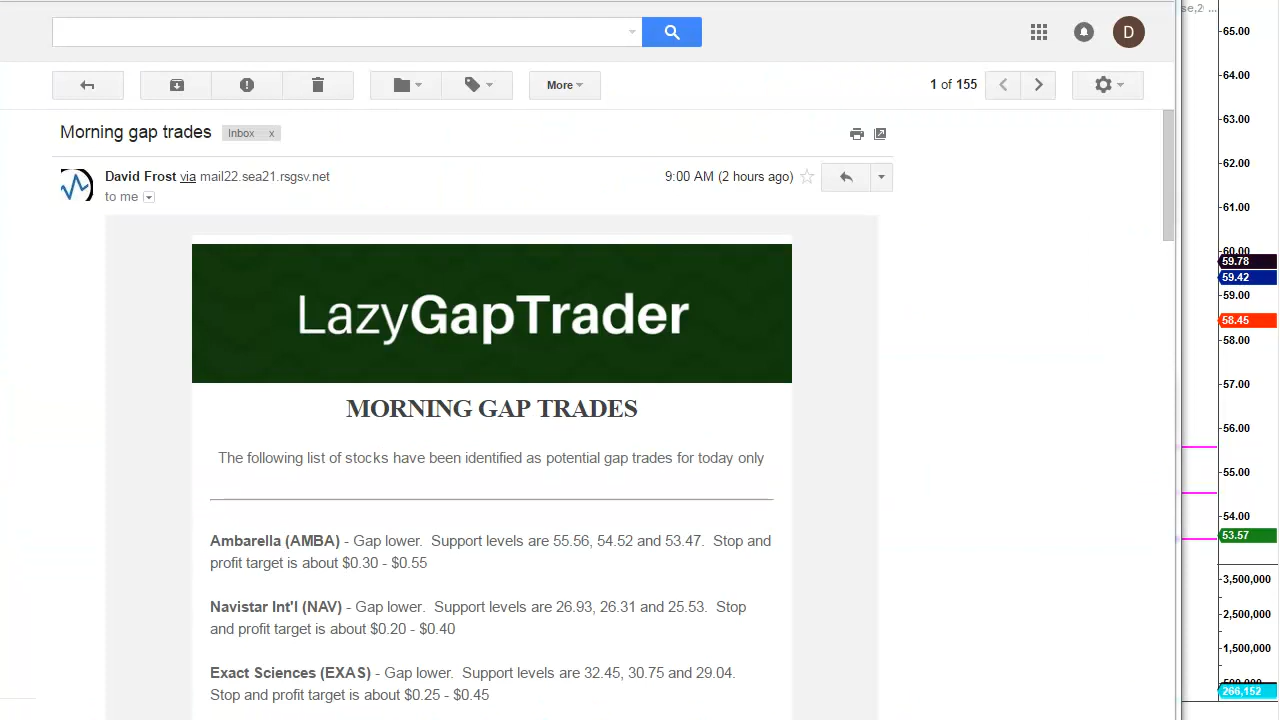 se,2 ...
D
More
1 of 155
Morning gap trades
Inbox x
David Frost via mail22.sea21.rsgsv.net
9:00 AM (2 hours ago)
to me
LazyGapTrader
MORNING GAP TRADES
The following list of stocks have been identified as potential gap trades for today only
Ambarella (AMBA) - Gap lower.  Support levels are 55.56, 54.52 and 53.47.  Stop and
profit target is about $0.30 - $0.55
Navistar Int'l (NAV) - Gap lower.  Support levels are 26.93, 26.31 and 25.53.  Stop
and profit target is about $0.20 - $0.40
Exact Sciences (EXAS) - Gap lower.  Support levels are 32.45, 30.75 and 29.04.
Stop and profit target is about $0.25 - $0.45
65.00
64.00
63.00
62.00
61.00
60.00
59.78
59.42
59.00
58.45
58.00
57.00
56.00
55.00
54.00
53.57
3,500,000
2,500,000
1,500,000
266,152